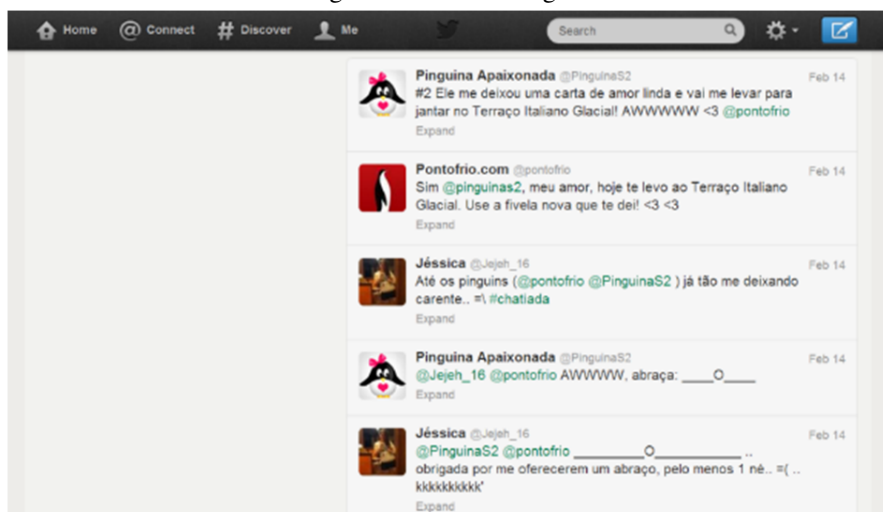 Home Connect Discover Me Search
Pinguina Apaixonada @PinguinaS2 Feb 14
#2 Ele me deixou uma carta de amor linda e vai me levar para
jantar no Terraço Italiano Glacial! AWWWWW <3 @pontofrio
Expand
Pontofrio.com @pontofrio Feb 14
Sim @pinguinas2, meu amor, hoje te levo ao Terraço Italiano
Glacial. Use a fivela nova que te dei! <3 <3
Expand
Jéssica @Jejeh_16 Feb 14
Até os pinguins (@pontofrio @PinguinaS2 ) já tão me deixando
carente.. =\ #chatiada
Expand
Pinguina Apaixonada @PinguinaS2 Feb 14
@Jejeh_16 @pontofrio AWWWW, abraça: ____O____
Expand
Jéssica @Jejeh_16 Feb 14
@PinguinaS2 @pontofrio _________O___________ ..
obrigada por me oferecerem um abraço, pelo menos 1 né.. =( ..
kkkkkkkkkk'
Expand